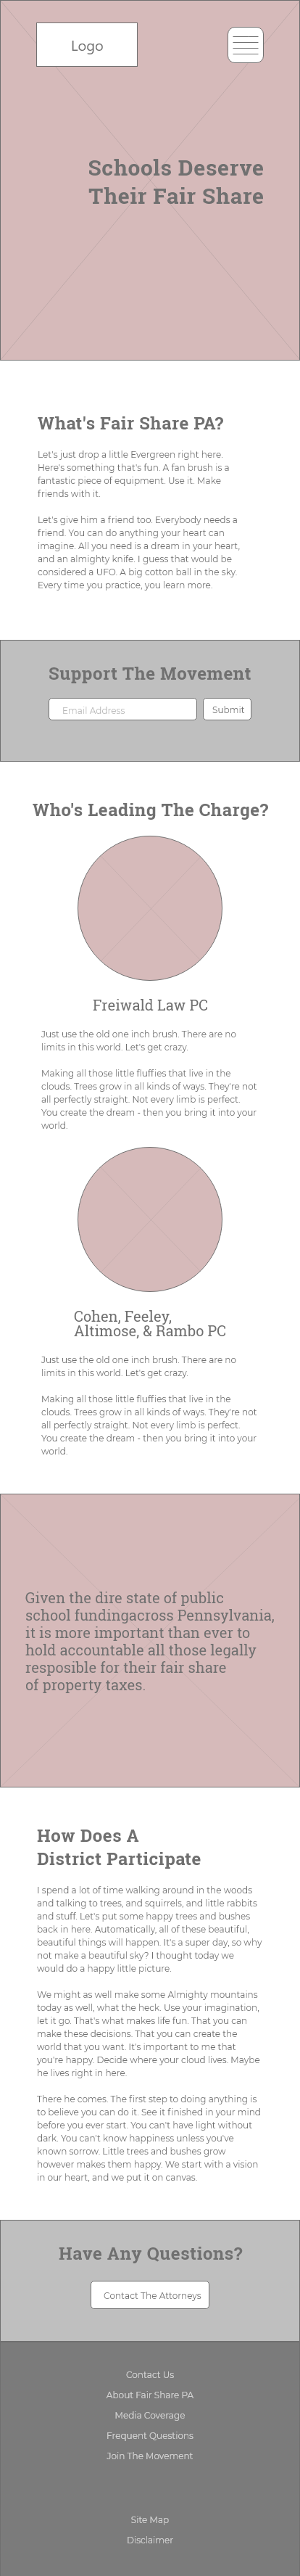 Logo
Schools Deserve
Their Fair Share
What's Fair Share PA?
Let's just drop a little Evergreen right here.
Here's something that's fun. A fan brush is a
fantastic piece of equipment. Use it. Make
friends with it.
Let's give him a friend too. Everybody needs a
friend. You can do anything your heart can
imagine. All you need is a dream in your heart,
and an almighty knife. I guess that would be
considered a UFO. A big cotton ball in the sky.
Every time you practice, you learn more.
Support The Movement
Email Address
Submit
Who's Leading The Charge?
Freiwald Law PC
Just use the old one inch brush. There are no
limits in this world. Let's get crazy.
Making all those little fluffies that live in the
clouds. Trees grow in all kinds of ways. They're not
all perfectly straight. Not every limb is perfect.
You create the dream - then you bring it into your
world.
Cohen, Feeley,
Altimose, & Rambo PC
Just use the old one inch brush. There are no
limits in this world. Let's get crazy.
Making all those little fluffies that live in the
clouds. Trees grow in all kinds of ways. They're not
all perfectly straight. Not every limb is perfect.
You create the dream - then you bring it into your
world.
Given the dire state of public
school fundingacross Pennsylvania,
it is more important than ever to
hold accountable all those legally
resposible for their fair share
of property taxes.
How Does A
District Participate
I spend a lot of time walking around in the woods
and talking to trees, and squirrels, and little rabbits
and stuff. Let's put some happy trees and bushes
back in here. Automatically, all of these beautiful,
beautiful things will happen. It's a super day, so why
not make a beautiful sky? I thought today we
would do a happy little picture.
We might as well make some Almighty mountains
today as well, what the heck. Use your imagination,
let it go. That's what makes life fun. That you can
make these decisions. That you can create the
world that you want. It's important to me that
you're happy. Decide where your cloud lives. Maybe
he lives right in here.
There he comes. The first step to doing anything is
to believe you can do it. See it finished in your mind
before you ever start. You can't have light without
dark. You can't know happiness unless you've
known sorrow. Little trees and bushes grow
however makes them happy. We start with a vision
in our heart, and we put it on canvas.
Have Any Questions?
Contact The Attorneys
Contact Us
About Fair Share PA
Media Coverage
Frequent Questions
Join The Movement
Site Map
Disclaimer